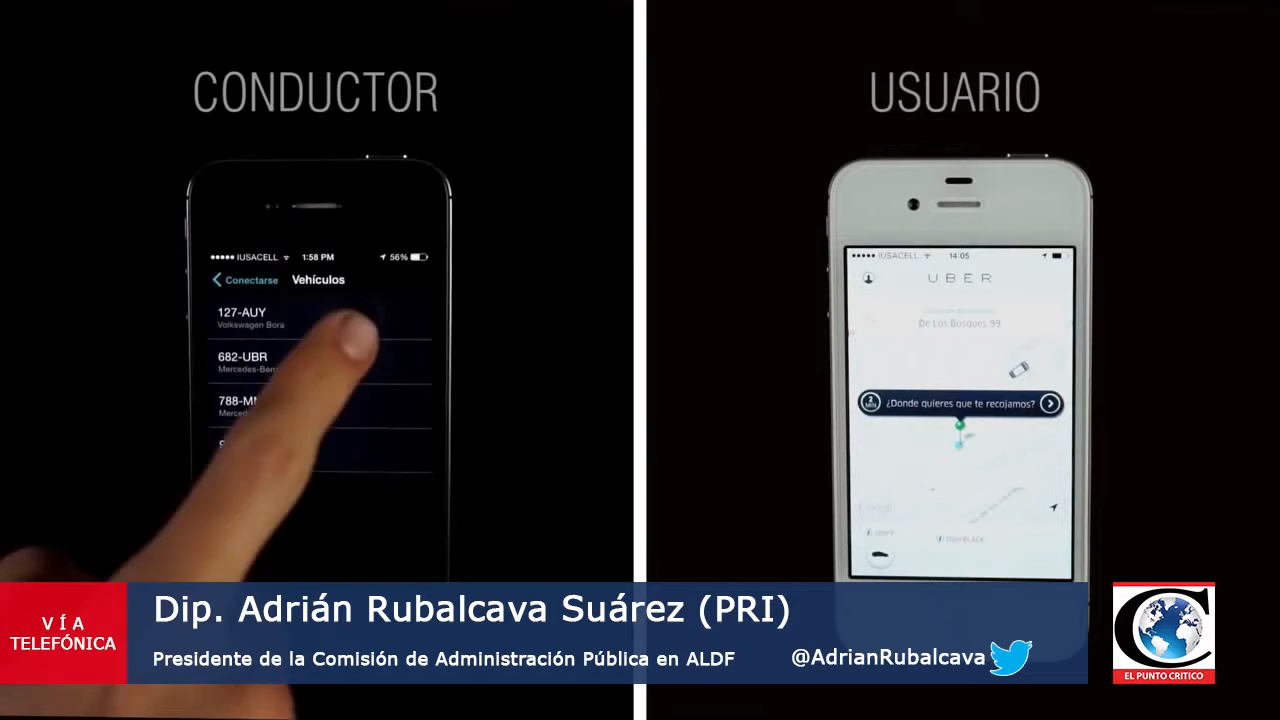 CONDUCTOR
USUARIO
IUSACELL
1:58 PM
56%
Conectarse
Vehículos
127-AUY
Volkswagen Bora
682-UBR
788-M
IUSACELL
14:05
UBER
De Los Bosques 99
2 MIN
¿Donde quieres que te recojamos?
VÍA
TELEFÓNICA
Dip. Adrián Rubalcava Suárez (PRI)
Presidente de la Comisión de Administración Pública en ALDF
@AdrianRubalcava
C
EL PUNTO CRITICO